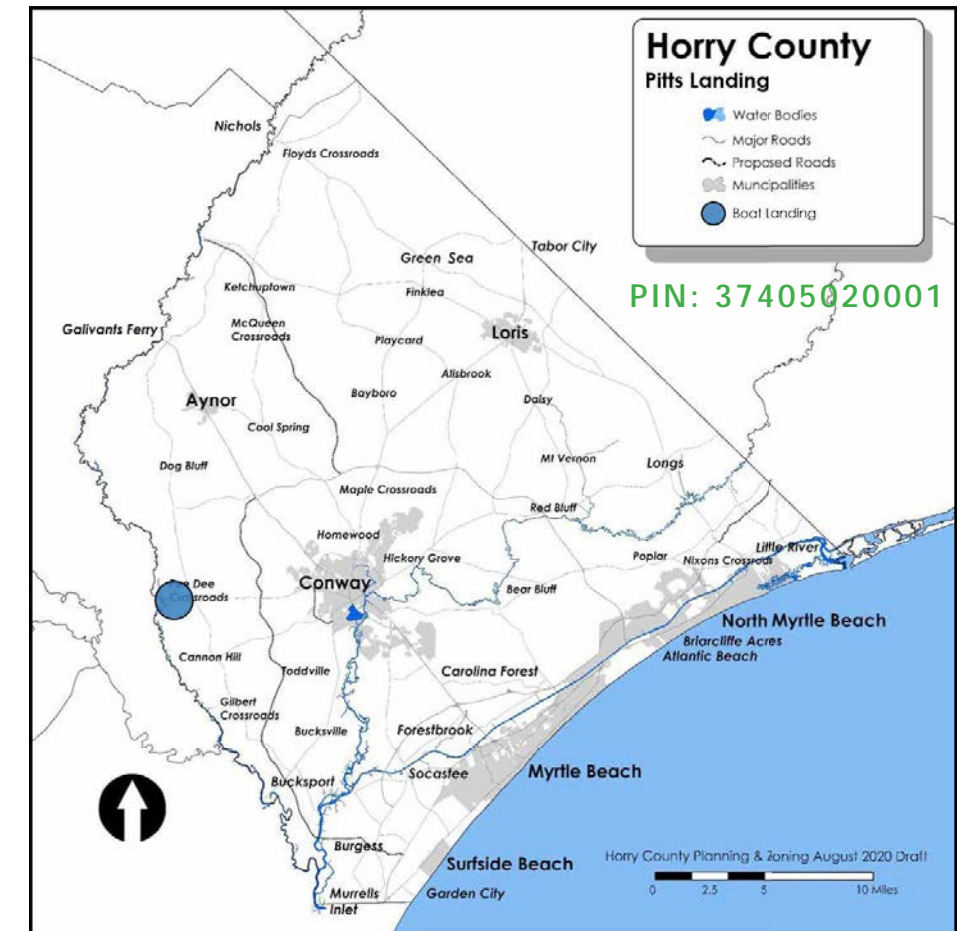 Horry County
Pitts Landing
Water Bodies
Major Roads
Proposed Roads
Muncipalities
Boat Landing
PIN: 37405020001
Nichols
Floyds Crossroads
Tabor City
Green Sea
Ketchuptown
Finklea
Galivants Ferry
McQueen
Crossroads
Playcard
Loris
Allsbrook
Aynor
Bayboro
Daisy
Cool Spring
Dog Bluff
Mt Vernon
Longs
Maple Crossroads
Red Bluff
Homewood
Hickory Grove
Poplar
Nixons Crossroads
Little River
Conway
Bear Bluff
Dee
North Myrtle Beach
Briarcliffe Acres
Atlantic Beach
Cannon Hill
Toddville
Carolina Forest
Gilbert
Crossroads
Bucksville
Forestbrook
Bucksport
Socastee
Myrtle Beach
Burgess
Surfside Beach
Murrells
Inlet
Garden City
Horry County Planning & Zoning August 2020 Draft
0 2.5 5 10 Miles